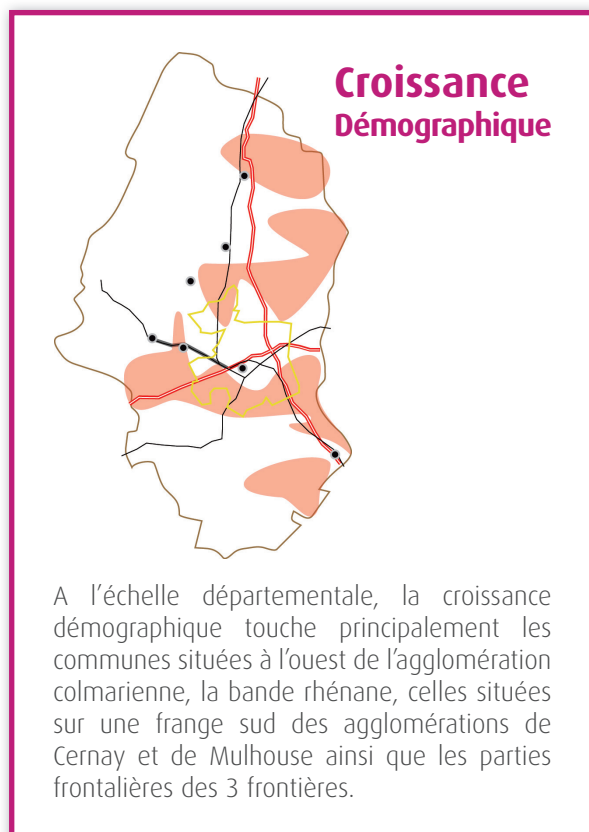 Croissance
Démographique
A l'échelle départementale, la croissance
démographique touche principalement les
communes situées à l'ouest de l'agglomération
colmarienne, la bande rhénane, celles situées
sur une frange sud des agglomérations de
Cernay et de Mulhouse ainsi que les parties
frontalières des 3 frontières.